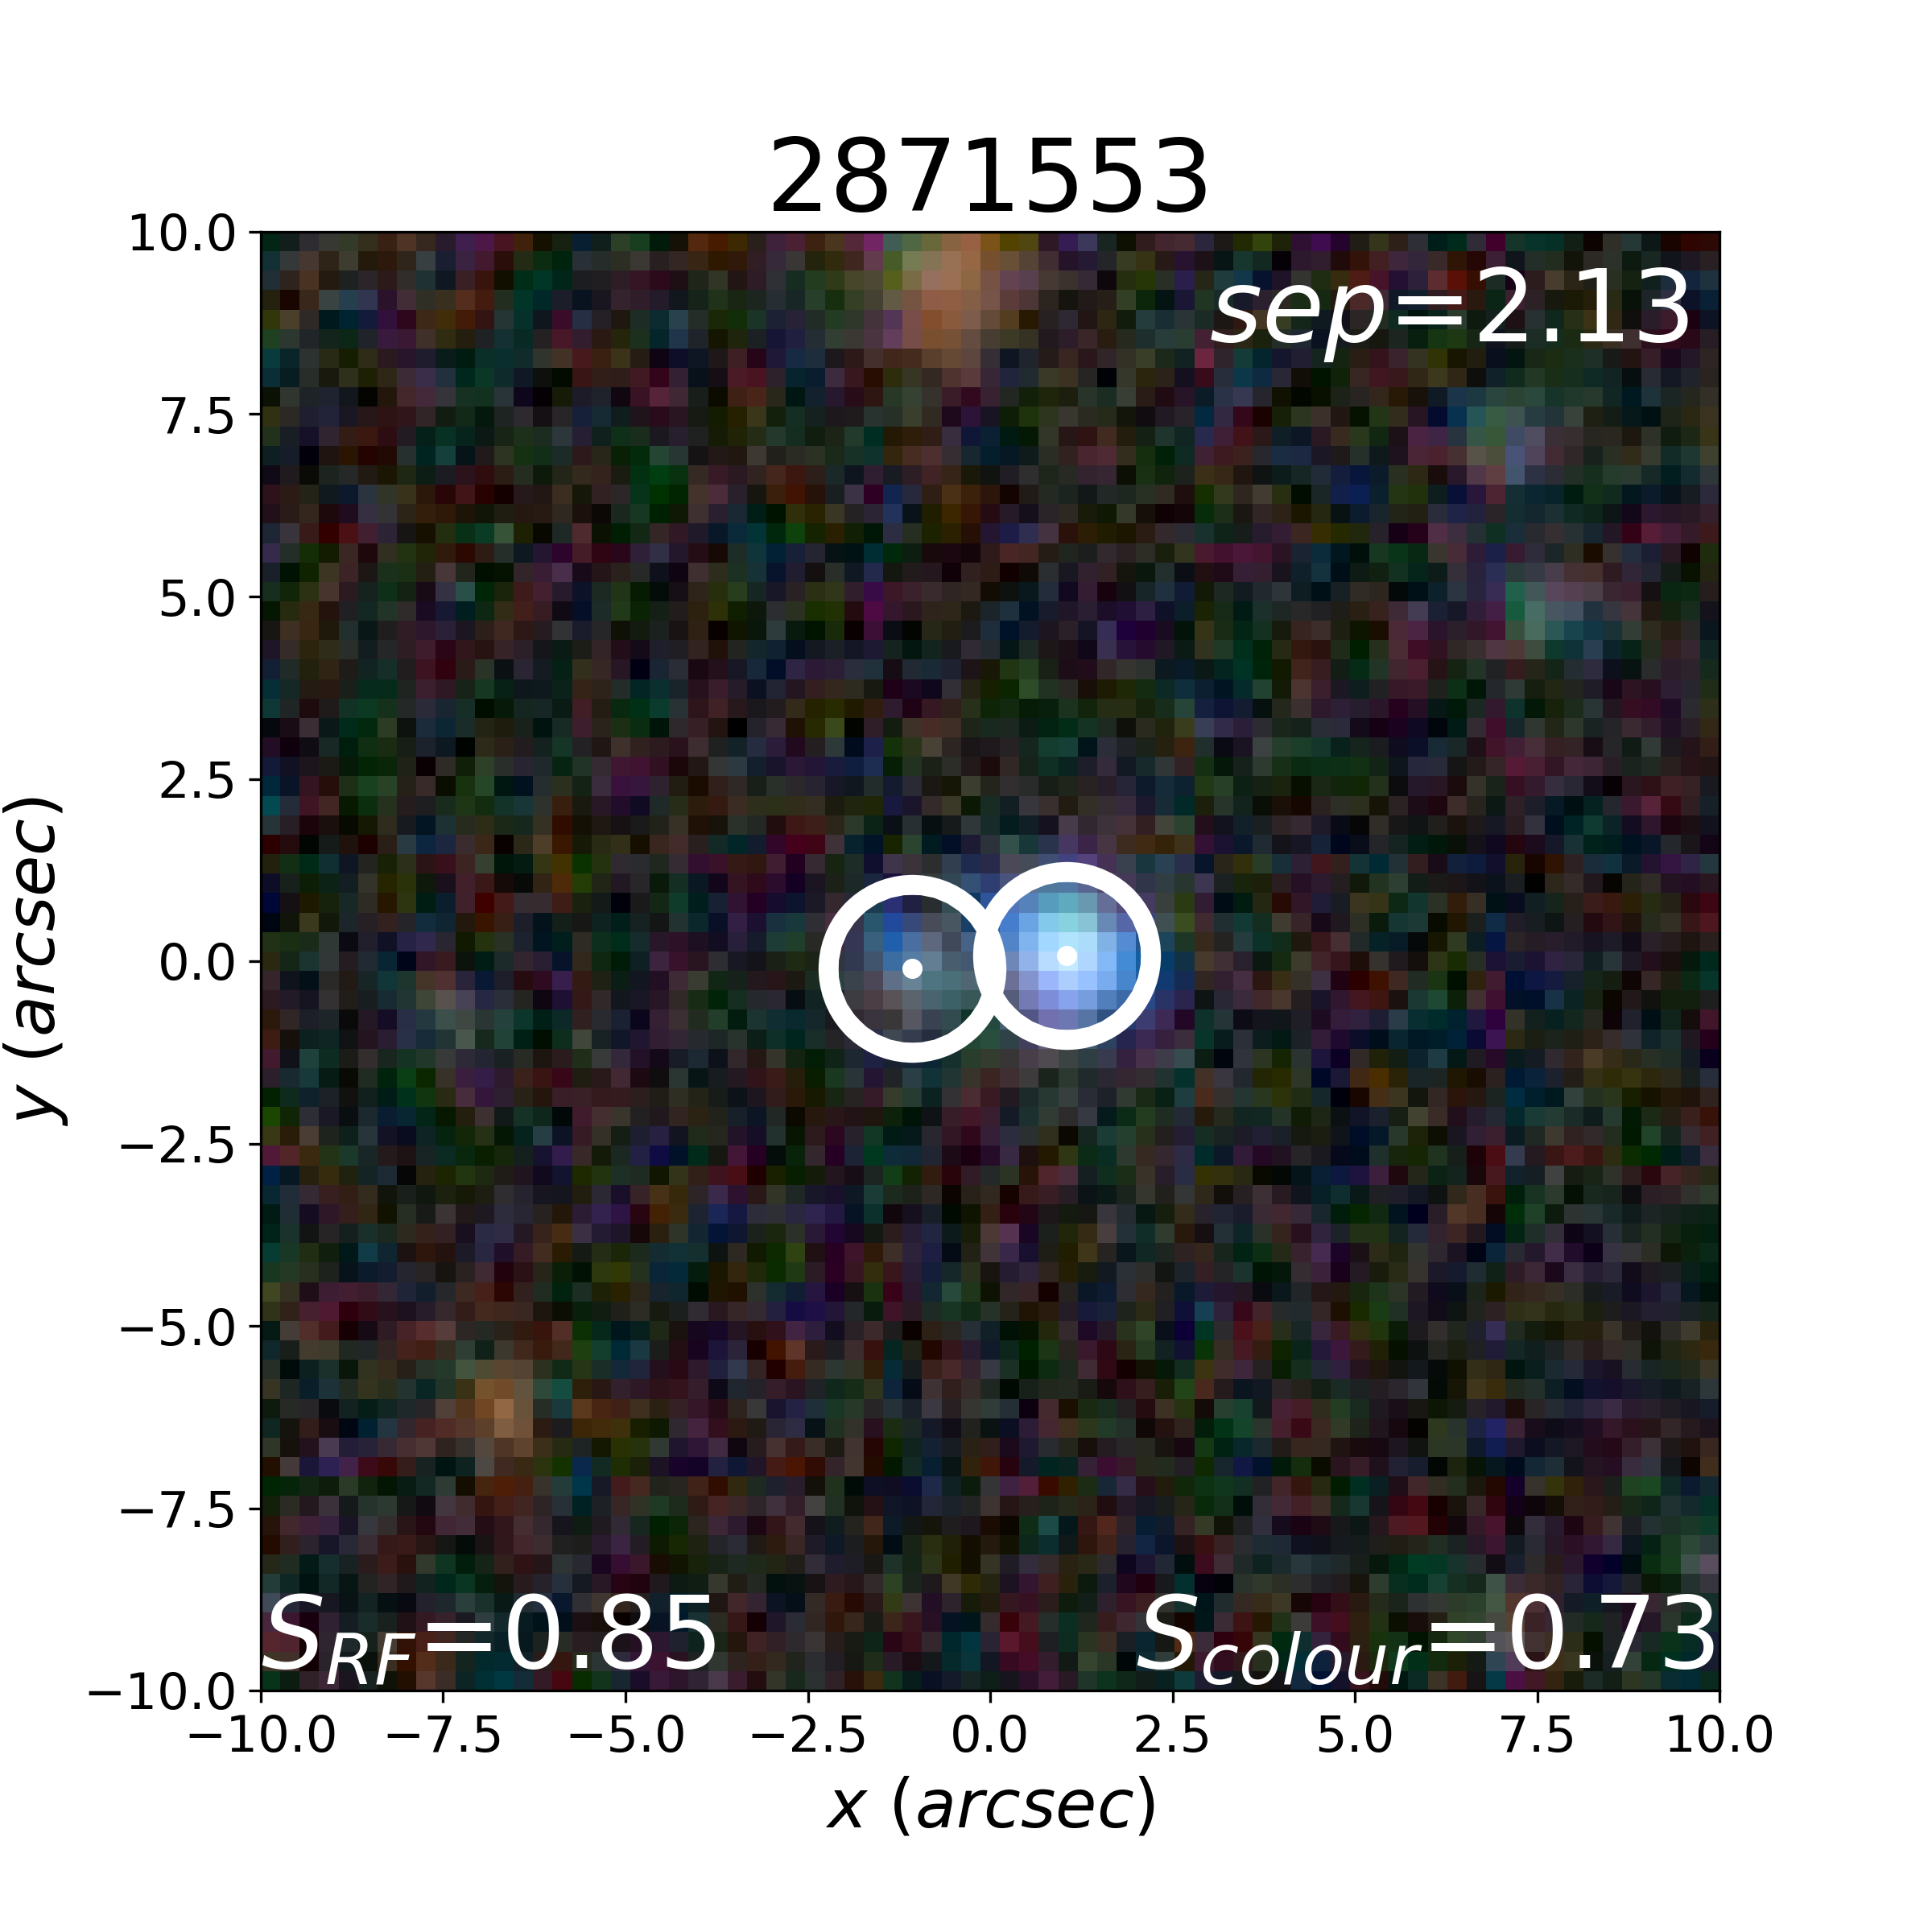 2871553
sep=2.13
10.0
7.5
5.0
2.5
0.0
−2.5
−5.0
−7.5
−10.0
y (arcsec)
S_RF=0.85
S_colour=0.73
−10.0 −7.5 −5.0 −2.5 0.0 2.5 5.0 7.5 10.0
x (arcsec)